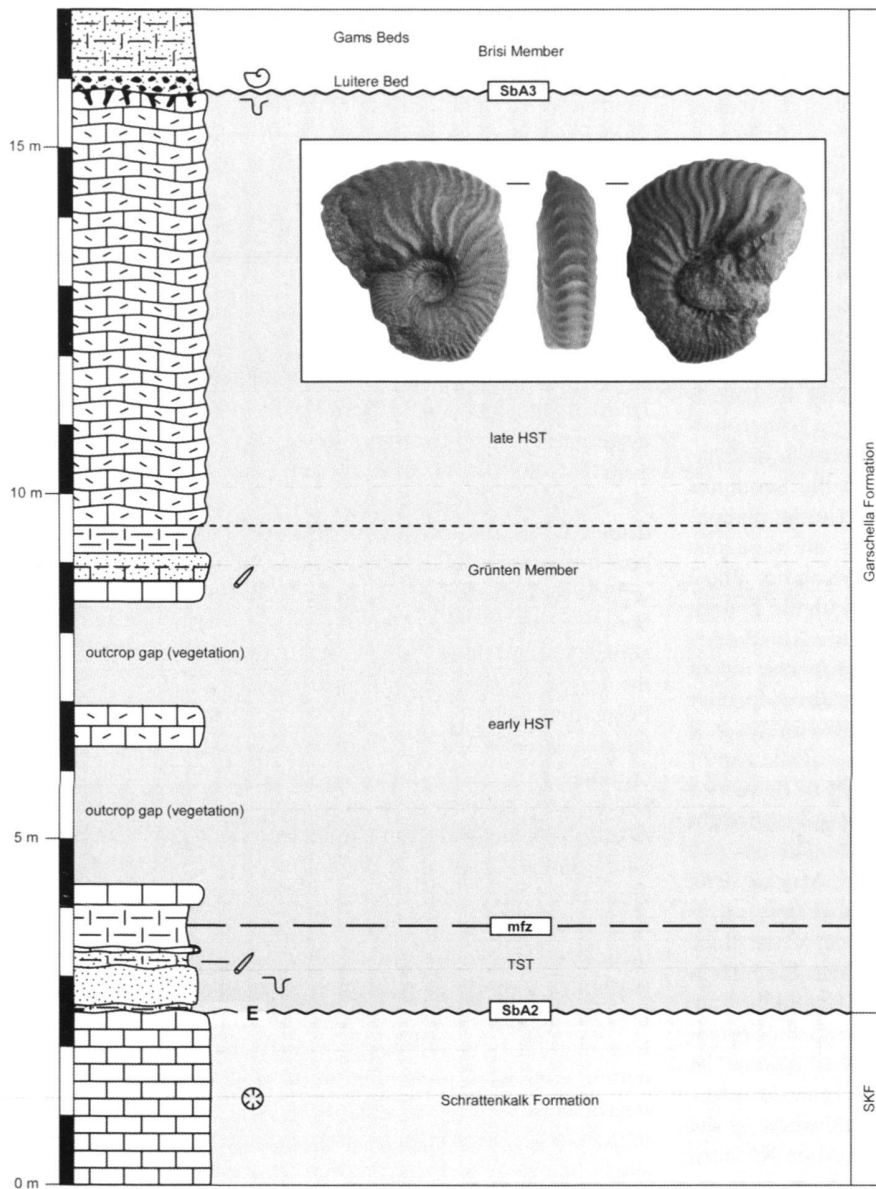 Gams Beds
Brisi Member
Luitere Bed
SbA3
15 m
late HST
10 m
Grünten Member
outcrop gap (vegetation)
early HST
outcrop gap (vegetation)
5 m
mfz
TST
E
SbA2
Schrattenkalk Formation
0 m
Garschella Formation
SKF